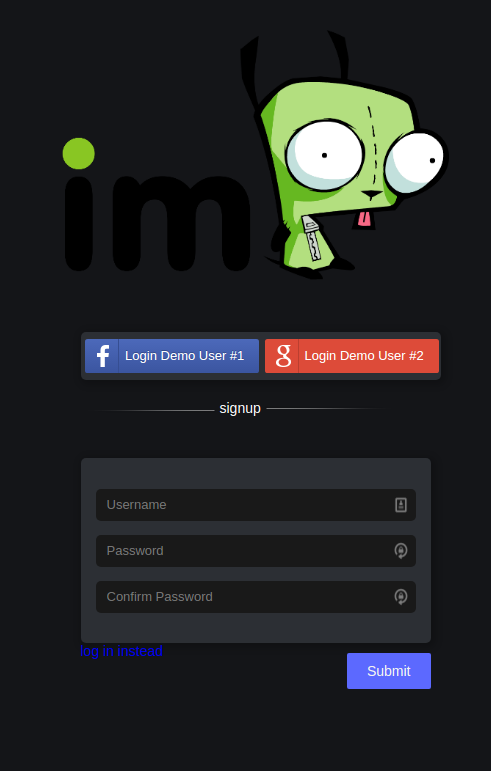 im
Login Demo User #1
Login Demo User #2
signup
Username
Password
Confirm Password
log in instead
Submit